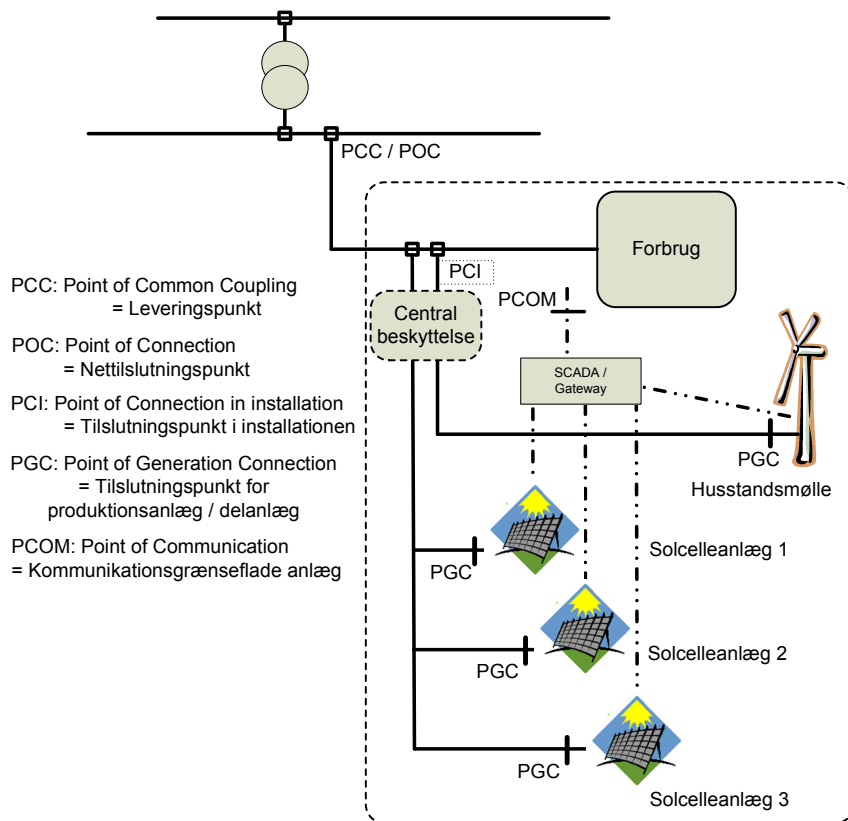 PCC / POC
Forbrug
PCI
PCOM
Central
beskyttelse
SCADA /
Gateway
PCC: Point of Common Coupling
= Leveringspunkt
POC: Point of Connection
= Nettilslutningspunkt
PCI: Point of Connection in installation
= Tilslutningspunkt i installationen
PGC: Point of Generation Connection
= Tilslutningspunkt for
produktionsanlæg / delanlæg
PCOM: Point of Communication
= Kommunikationsgrænseflade anlæg
PGC
Husstandsmølle
PGC
Solcelleanlæg 1
PGC
Solcelleanlæg 2
PGC
Solcelleanlæg 3